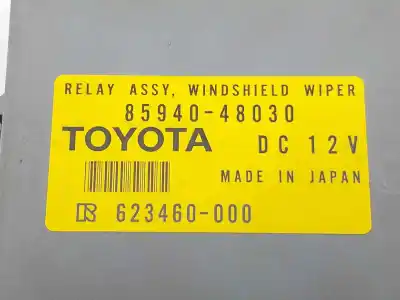 RELAY ASSY, WINDSHIELD WIPER
85940-48030
TOYOTA DC 12V
MADE IN JAPAN
R 623460-000